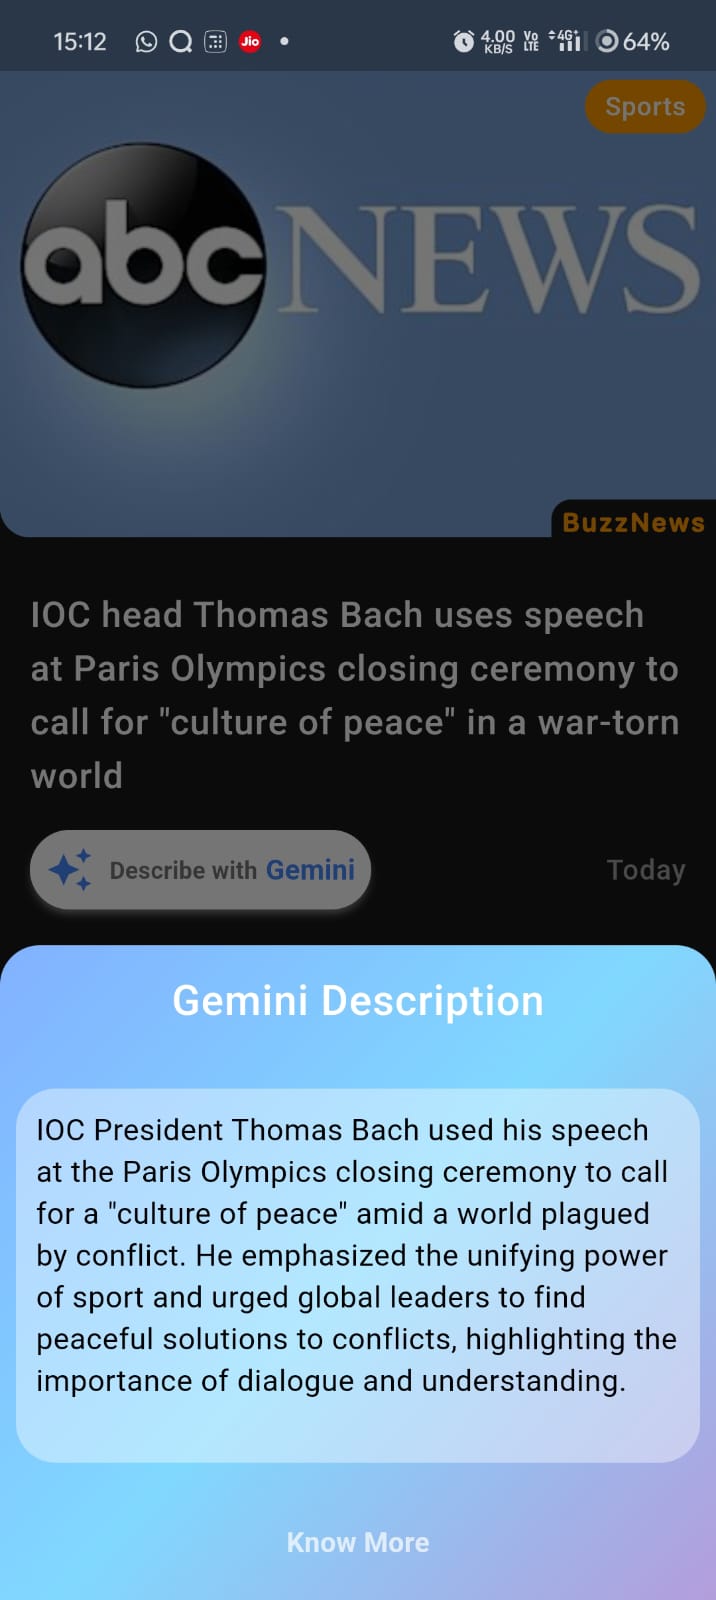 15:12 Jio 4.00 KB/S Vo LTE 4G+ 64%
Sports
abc NEWS
BuzzNews
IOC head Thomas Bach uses speech
at Paris Olympics closing ceremony to
call for "culture of peace" in a war-torn
world
Describe with Gemini
Today
Gemini Description
IOC President Thomas Bach used his speech
at the Paris Olympics closing ceremony to call
for a "culture of peace" amid a world plagued
by conflict. He emphasized the unifying power
of sport and urged global leaders to find
peaceful solutions to conflicts, highlighting the
importance of dialogue and understanding.
Know More